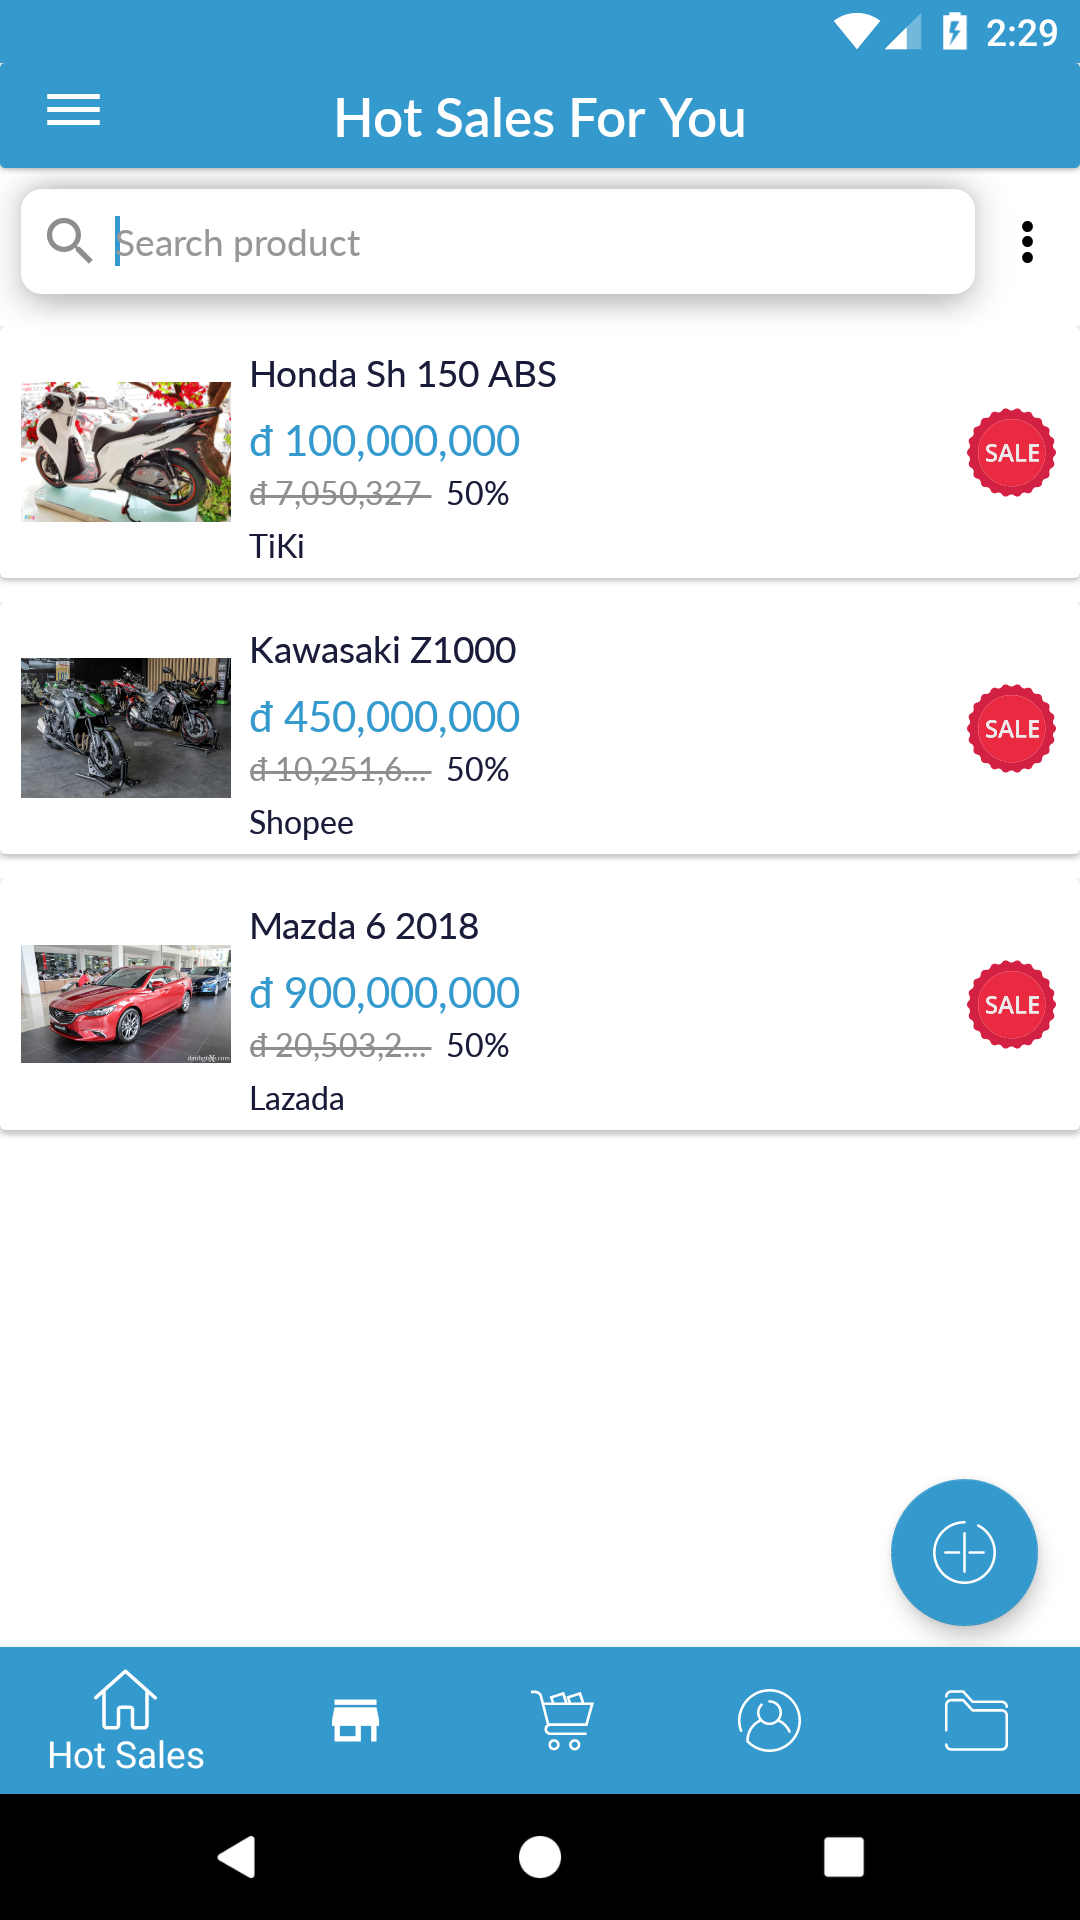 2:29
Hot Sales For You
Search product
Honda Sh 150 ABS
đ 100,000,000
SALE
đ 7,050,327 50%
TiKi
Kawasaki Z1000
đ 450,000,000
SALE
đ 10,251,6... 50%
Shopee
Mazda 6 2018
đ 900,000,000
SALE
đ 20,503,2... 50%
Lazada
Hot Sales